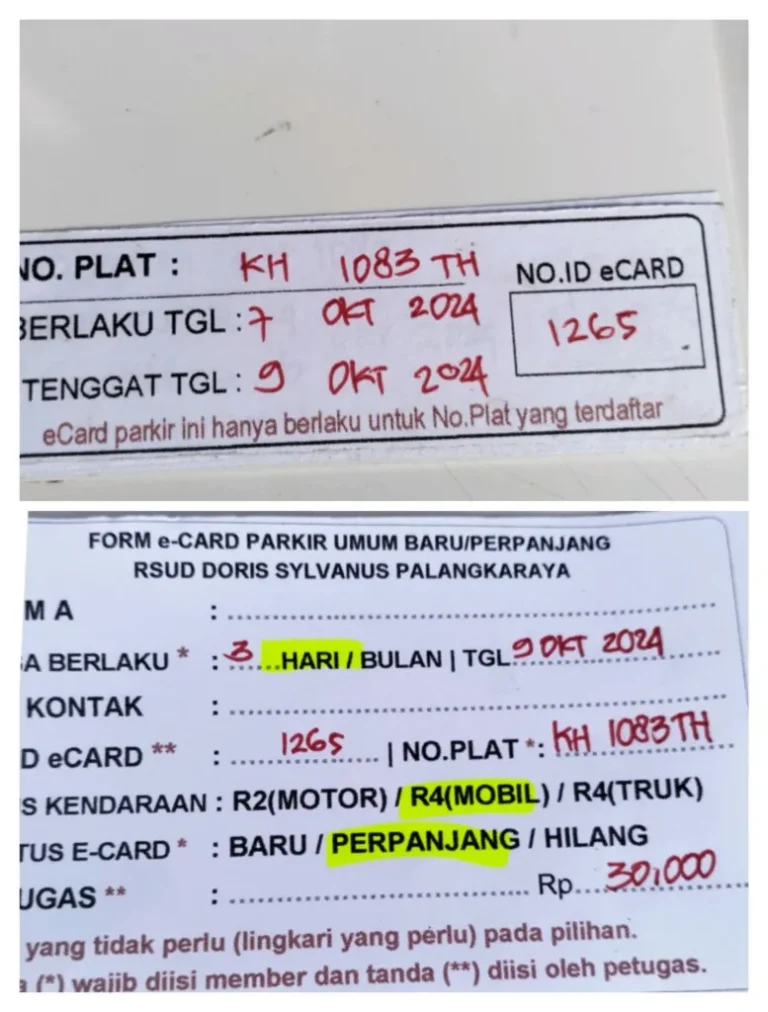 NO. PLAT : KH 1083 TH
NO.ID eCARD
BERLAKU TGL : 7 OKT 2024
1265
TENGGAT TGL : 9 OKT 2024
eCard parkir ini hanya berlaku untuk No.Plat yang terdaftar
FORM e-CARD PARKIR UMUM BARU/PERPANJANG
RSUD DORIS SYLVANUS PALANGKARAYA
MA :
A BERLAKU * : 3 HARI / BULAN | TGL. 9 OKT 2024
KONTAK :
D eCARD ** : 1265 | NO.PLAT *: KH 1083 TH
S KENDARAAN : R2(MOTOR) / R4(MOBIL) / R4(TRUK)
TUS E-CARD * : BARU / PERPANJANG / HILANG
UGAS ** : Rp. 30,000
yang tidak perlu (lingkari yang perlu) pada pilihan.
a (*) wajib diisi member dan tanda (**) diisi oleh petugas.